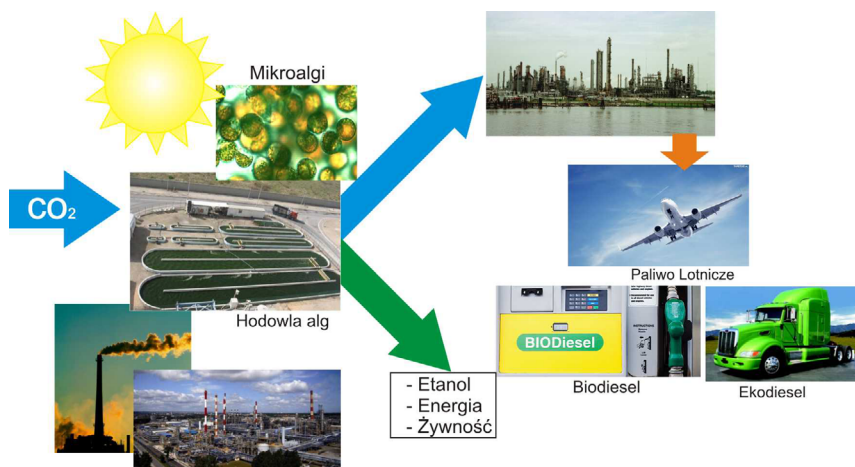 Mikroalgi
CO₂
Hodowla alg
- Etanol
- Energia
- Żywność
Paliwo Lotnicze
BIODiesel
Biodiesel
Ekodiesel